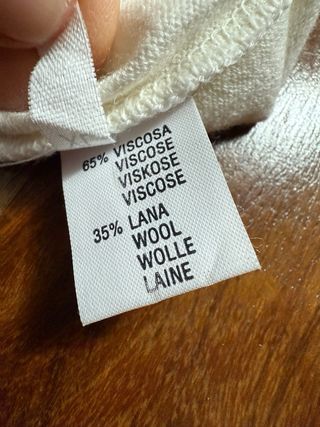 65% VISCOSA
VISCOSE
VISKOSE
VISCOSE
35% LANA
WOOL
WOLLE
LAINE